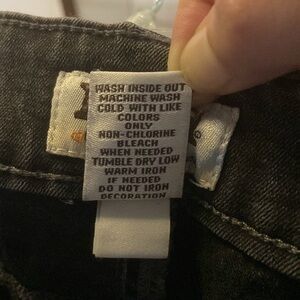 WASH INSIDE OUT
MACHINE WASH
COLD WITH LIKE
COLORS
ONLY
NON-CHLORINE
BLEACH
WHEN NEEDED
TUMBLE DRY LOW
WARM IRON
IF NEEDED
DO NOT IRON
DECORATION